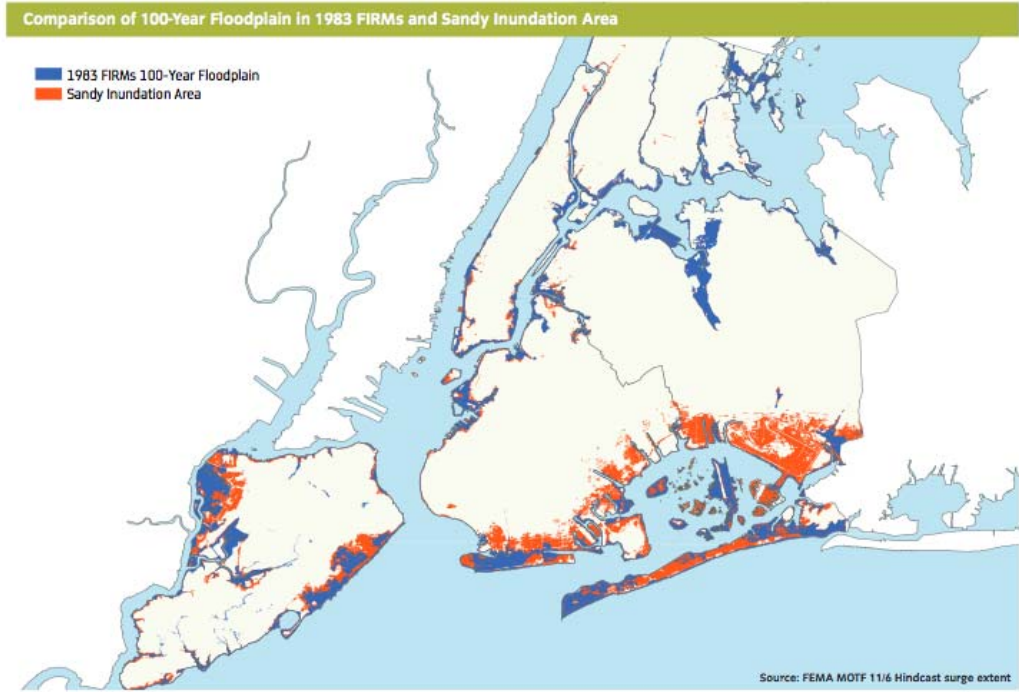 Comparison of 100-Year Floodplain in 1983 FIRMs and Sandy Inundation Area
1983 FIRMs 100-Year Floodplain
Sandy Inundation Area
Source: FEMA MOTF 11/6 Hindcast surge extent